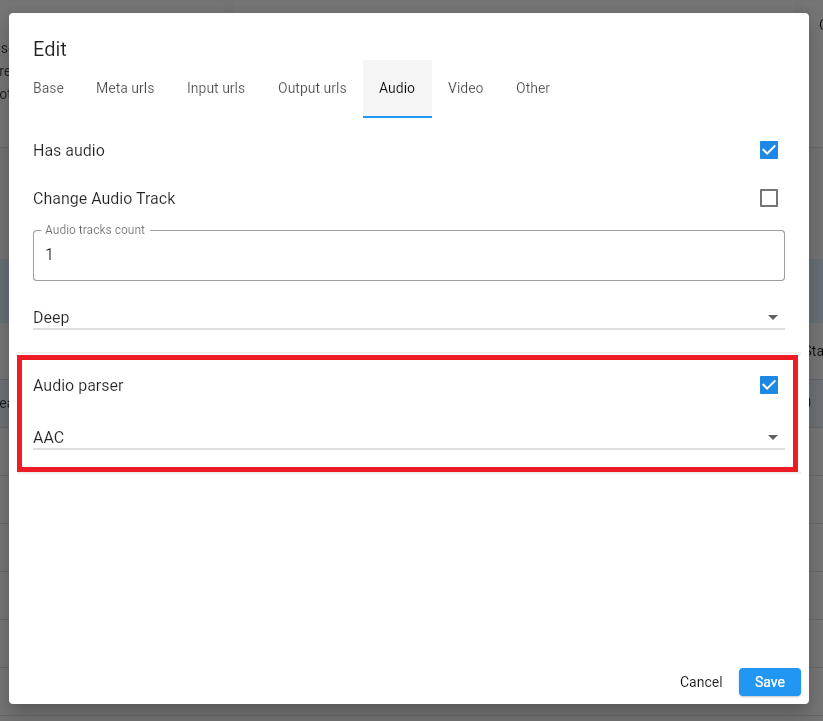 Edit
Base Meta urls Input urls Output urls Audio Video Other
Has audio
Change Audio Track
Audio tracks count
1
Deep
Audio parser
AAC
Cancel Save